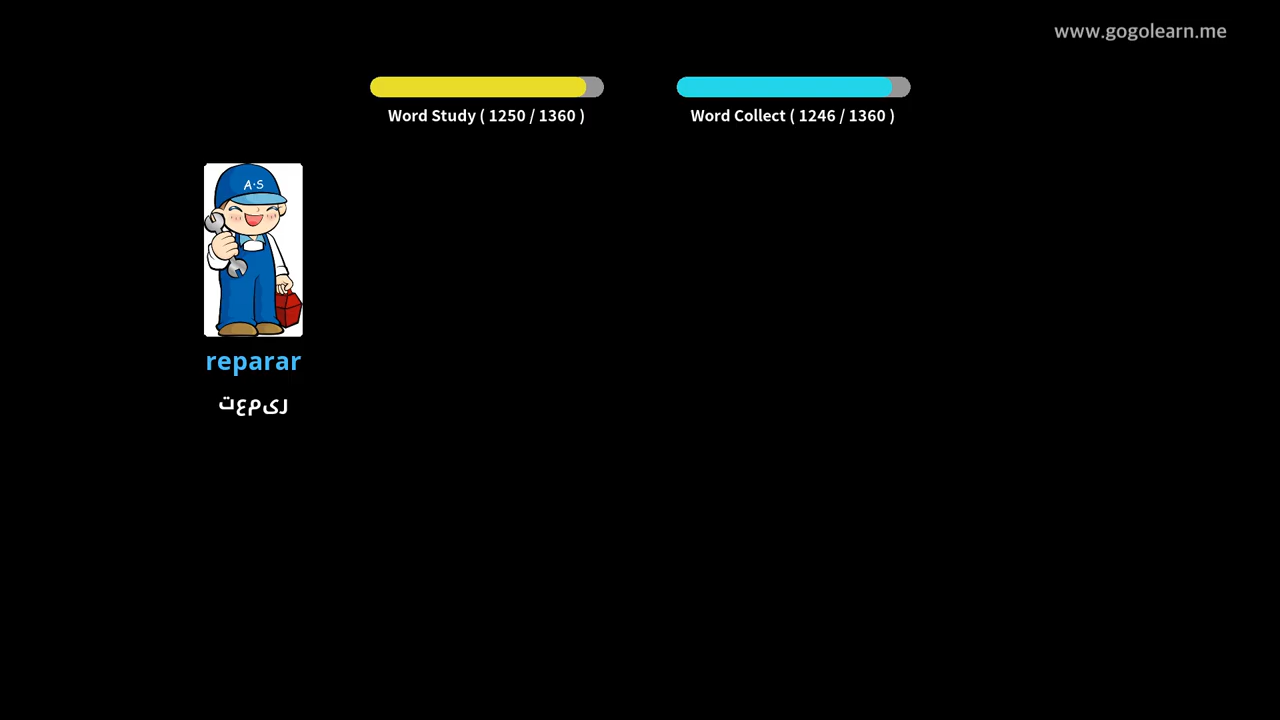 www.gogolearn.me
Word Study ( 1250 / 1360 )
Word Collect ( 1246 / 1360 )
A·S
reparar
تعمیر